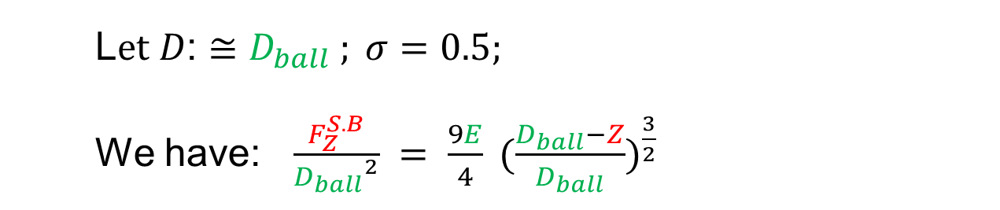 Let D: ≅ D_ball ; σ = 0.5;
We have: F_Z^{S.B} / D_ball^2 = 9E/4 ((D_ball−Z)/D_ball)^{3/2}